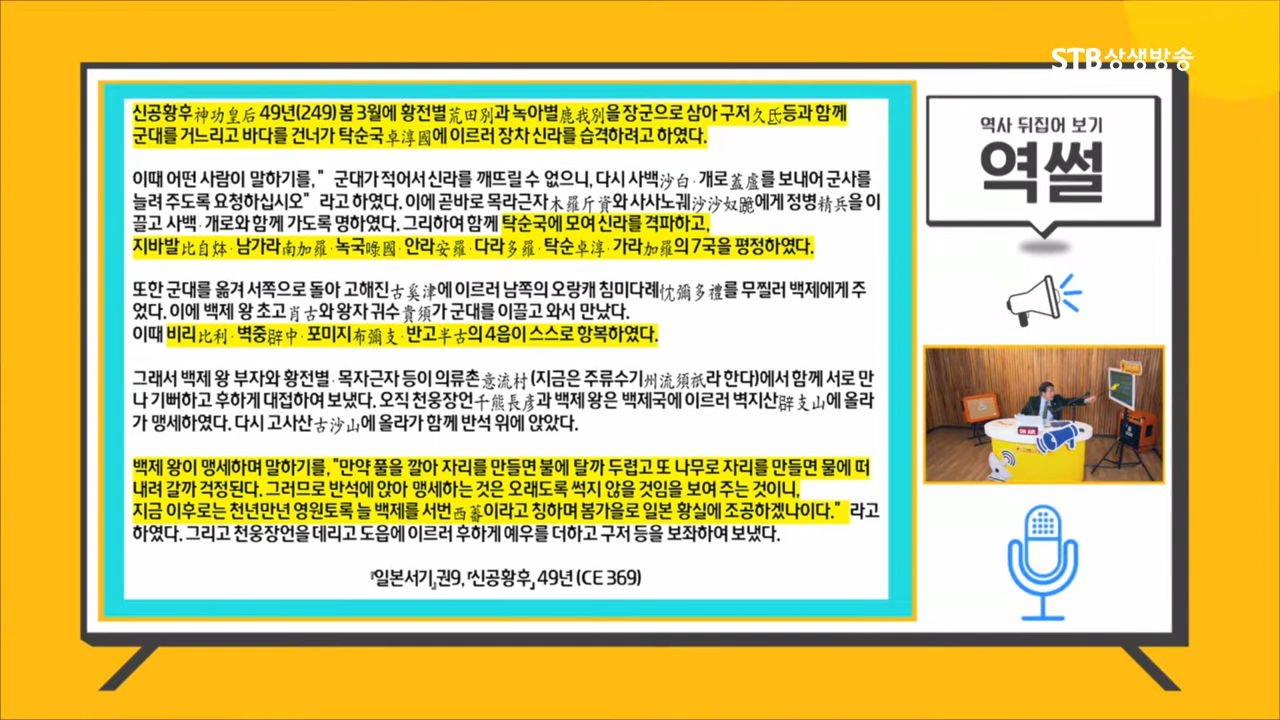 STB상생방송
신공황후神功皇后 49년(249) 봄 3월에 황전별荒田別과 녹아별鹿我別을 장군으로 삼아 구저久氐등과 함께
군대를 거느리고 바다를 건너가 탁순국卓淳國에 이르러 장차 신라를 습격하려고 하였다.
이때 어떤 사람이 말하기를, " 군대가 적어서 신라를 깨뜨릴 수 없으니, 다시 사백沙白·개로蓋盧를 보내어 군사를
늘려 주도록 요청하십시오" 라고 하였다. 이에 곧바로 목라근자木羅斤資와 사사노궤沙沙奴跪에게 정병精兵을 이
끌고 사백·개로와 함께 가도록 명하였다. 그리하여 함께 탁순국에 모여 신라를 격파하고,
지바발比自㶱·남가라南加羅·녹국㖨國·안라安羅·다라多羅·탁순卓淳·가라加羅의 7국을 평정하였다.
또한 군대를 옮겨 서쪽으로 돌아 고해진古奚津에 이르러 남쪽의 오랑캐 침미다례忱彌多禮를 무찔러 백제에게 주
었다. 이에 백제 왕 초고肖古와 왕자 귀수貴須가 군대를 이끌고 와서 만났다.
이때 비리比利·벽중辟中·포미지布彌支·반고半古의 4읍이 스스로 항복하였다.
그래서 백제 왕 부자와 황전별·목자근자 등이 의류촌意流村(지금은 주류수기州流須祇라 한다)에서 함께 서로 만
나 기뻐하고 후하게 대접하여 보냈다. 오직 천웅장언千熊長彦과 백제 왕은 백제국에 이르러 벽지산辟支山에 올라
가 맹세하였다. 다시 고사산古沙山에 올라가 함께 반석 위에 앉았다.
백제 왕이 맹세하며 말하기를, "만약 풀을 깔아 자리를 만들면 불에 탈까 두렵고 또 나무로 자리를 만들면 물에 떠
내려 갈까 걱정된다. 그러므로 반석에 앉아 맹세하는 것은 오래도록 썩지 않을 것임을 보여 주는 것이니,
지금 이후로는 천년만년 영원토록 늘 백제를 서번西蕃이라고 칭하며 봄가을로 일본 황실에 조공하겠나이다." 라고
하였다. 그리고 천웅장언을 데리고 도읍에 이르러 후하게 예우를 더하고 구저 등을 보좌하여 보냈다.
『일본서기』권9, 「신공황후」 49년 (CE 369)
역사 뒤집어 보기
역썰
ON AIR